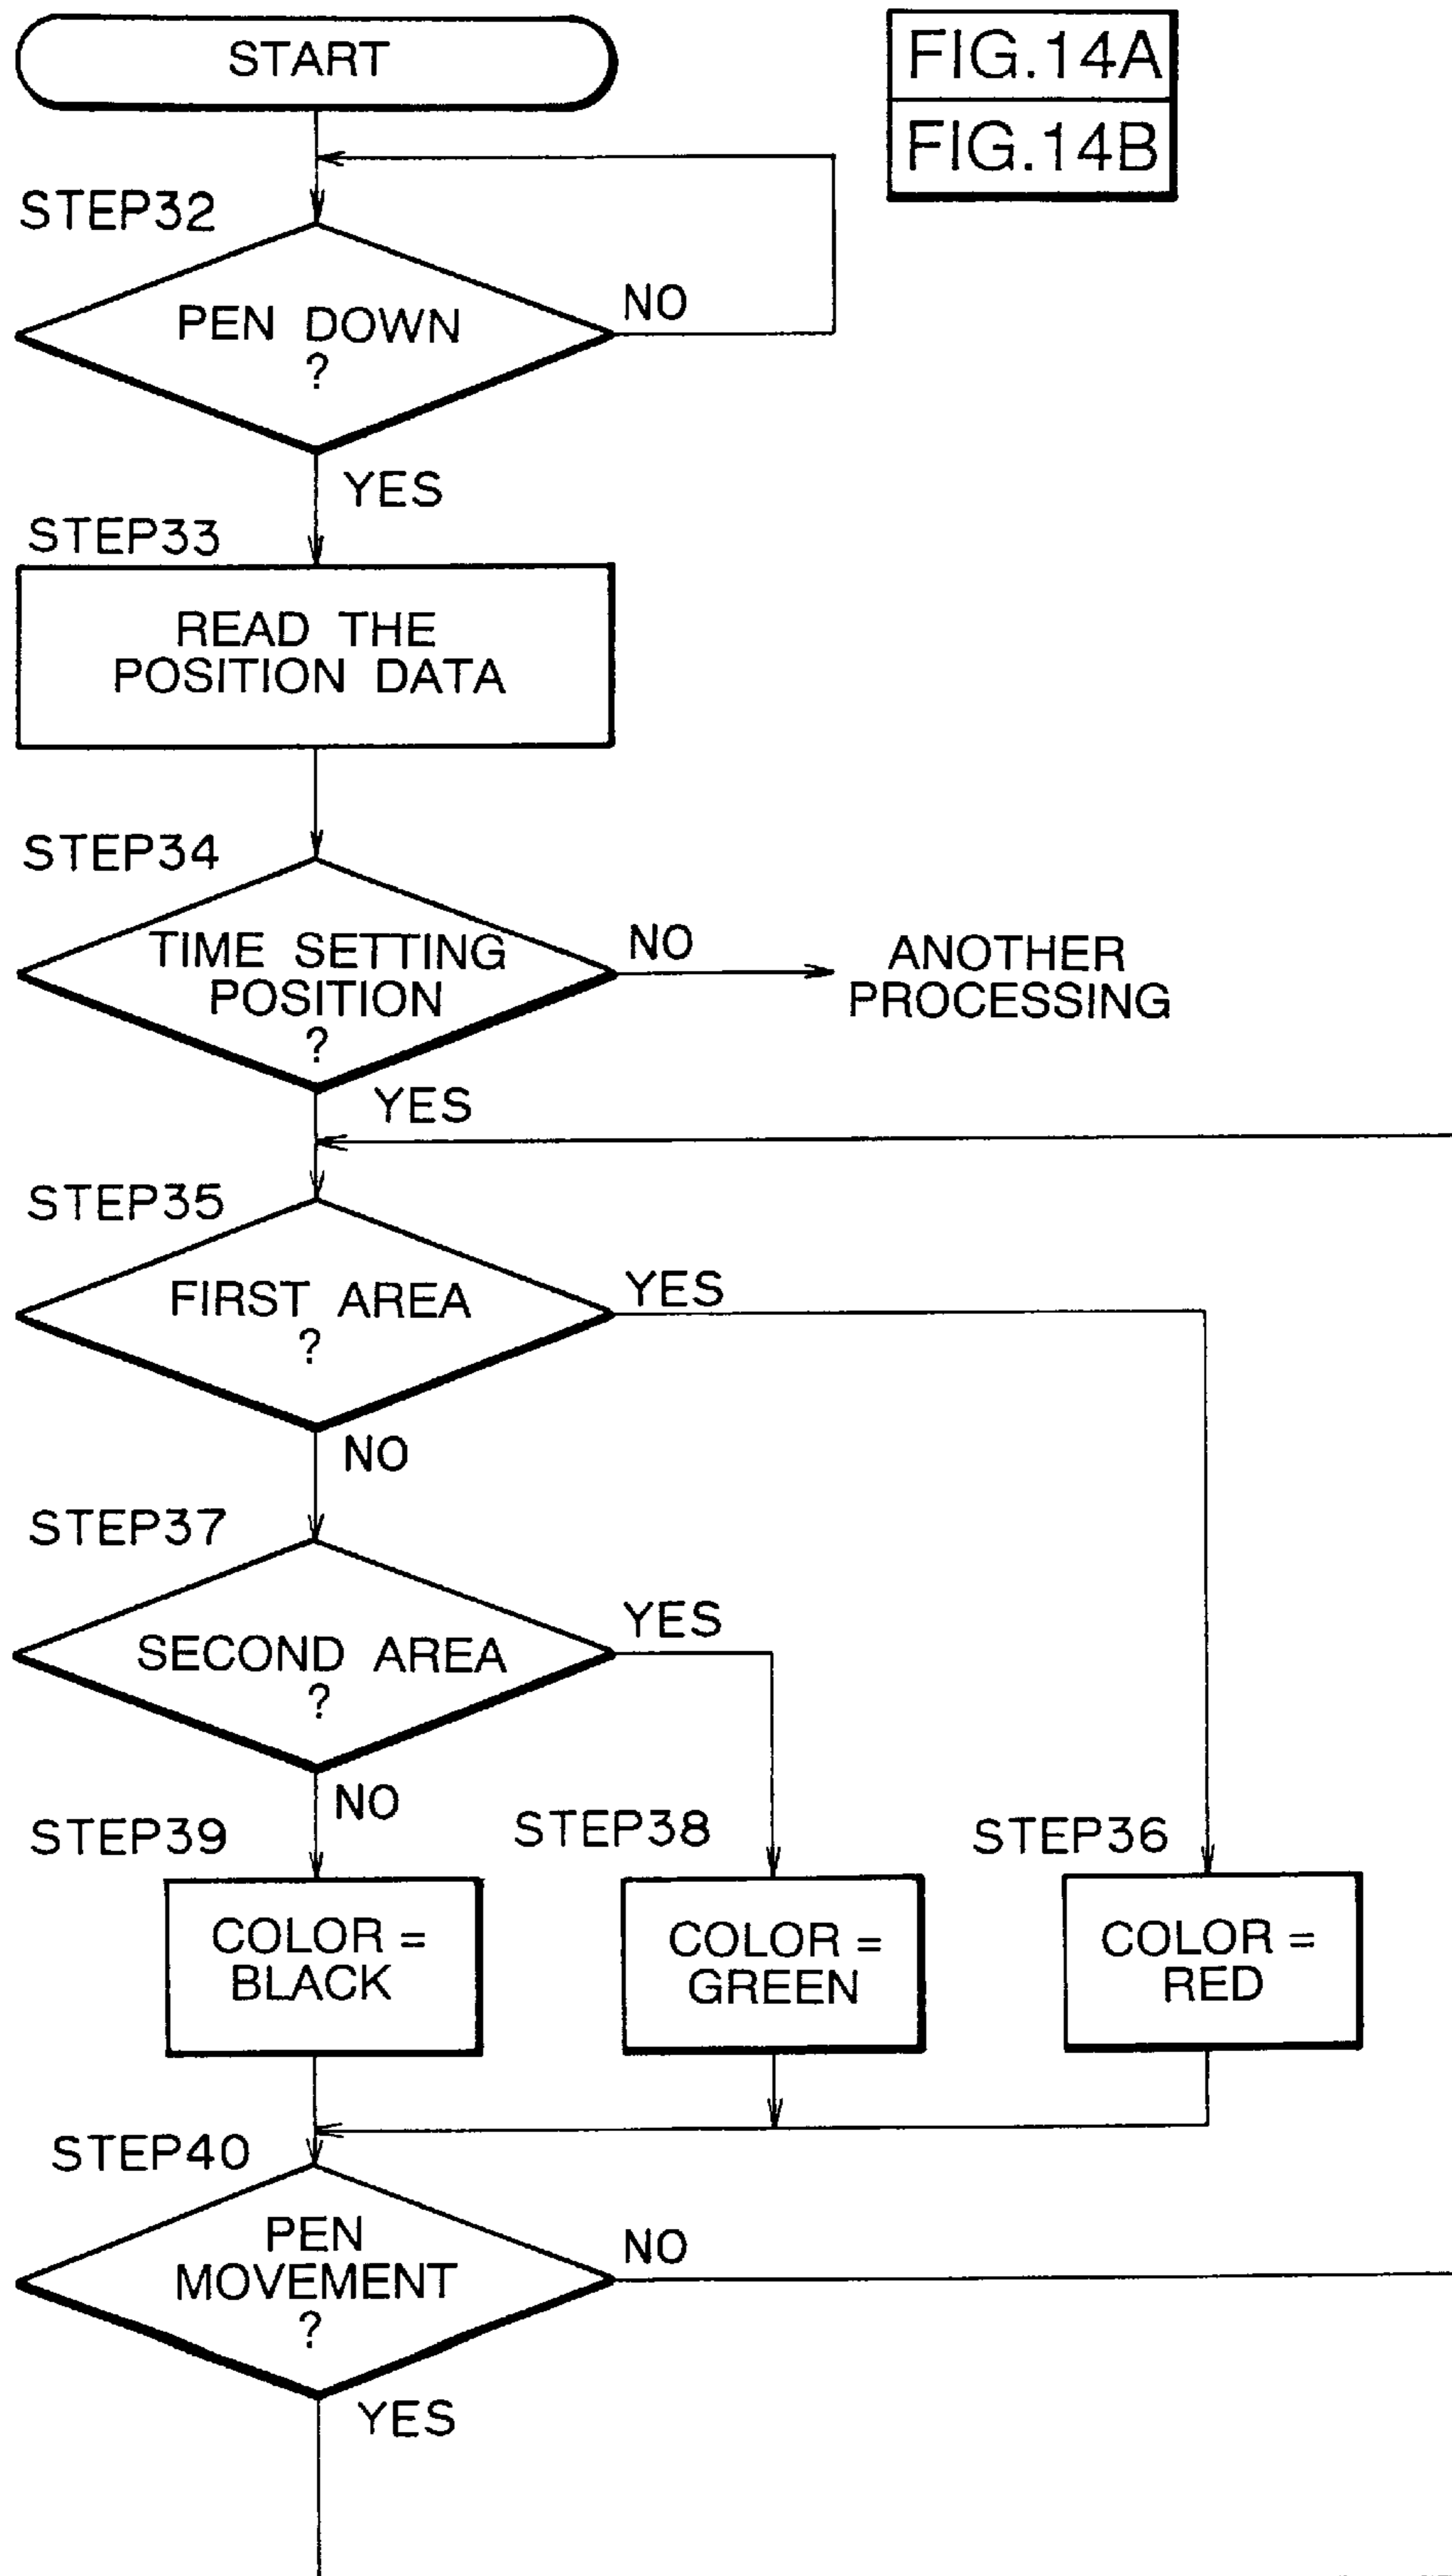 START
FIG.14A
FIG.14B
STEP32
PEN DOWN
?
NO
YES
STEP33
READ THE
POSITION DATA
STEP34
TIME SETTING
POSITION
?
NO
ANOTHER
PROCESSING
YES
STEP35
FIRST AREA
?
YES
NO
STEP37
SECOND AREA
?
YES
NO
STEP39
STEP38
STEP36
COLOR =
BLACK
COLOR =
GREEN
COLOR =
RED
STEP40
PEN
MOVEMENT
?
NO
YES